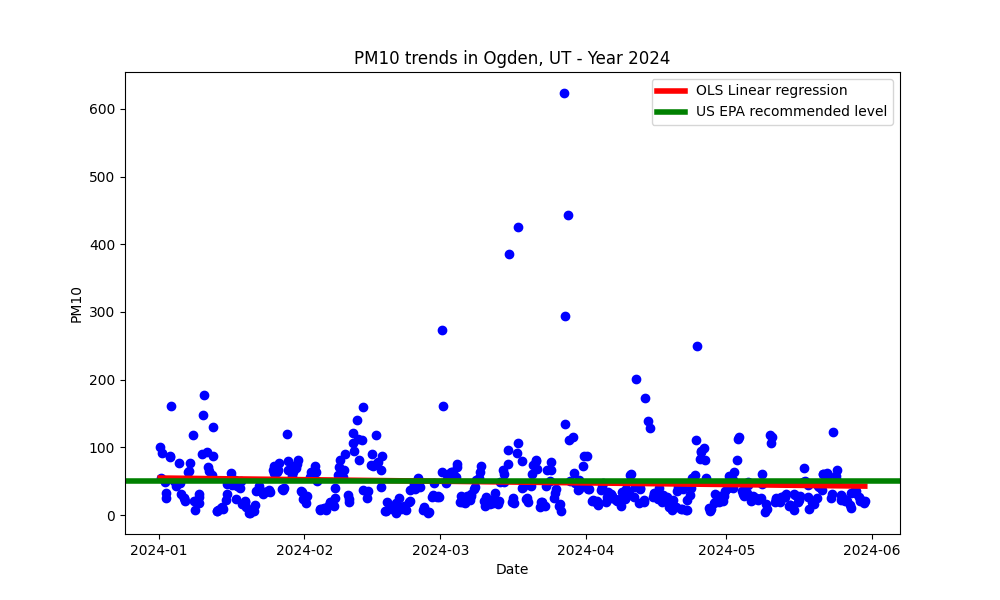 PM10 trends in Ogden, UT - Year 2024
OLS Linear regression
US EPA recommended level
600
500
400
300
200
100
0
PM10
2024-01
2024-02
2024-03
2024-04
2024-05
2024-06
Date